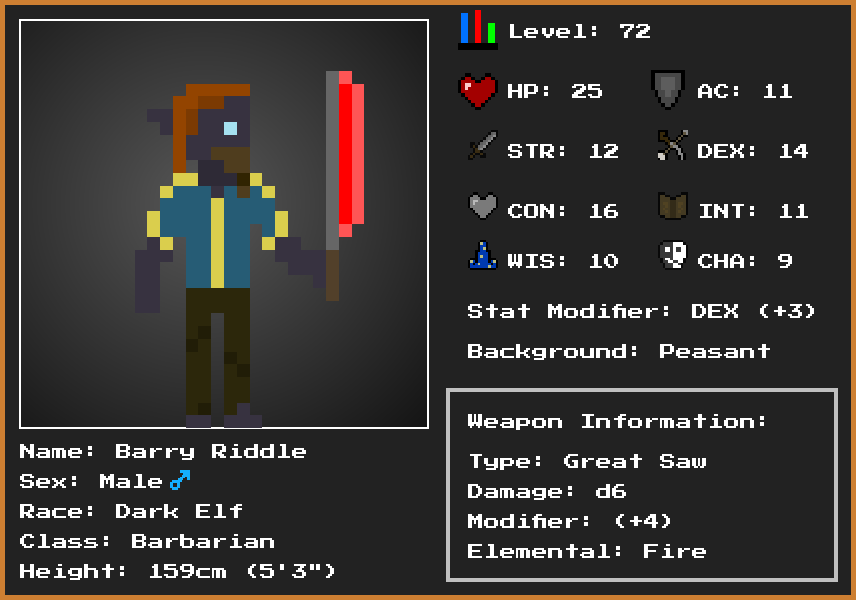 Level: 72
HP: 25 AC: 11
STR: 12 DEX: 14
CON: 16 INT: 11
WIS: 10 CHA: 9
Stat Modifier: DEX (+3)
Background: Peasant
Name: Barry Riddle
Sex: Male♂
Race: Dark Elf
Class: Barbarian
Height: 159cm (5'3")
Weapon Information:
Type: Great Saw
Damage: d6
Modifier: (+4)
Elemental: Fire